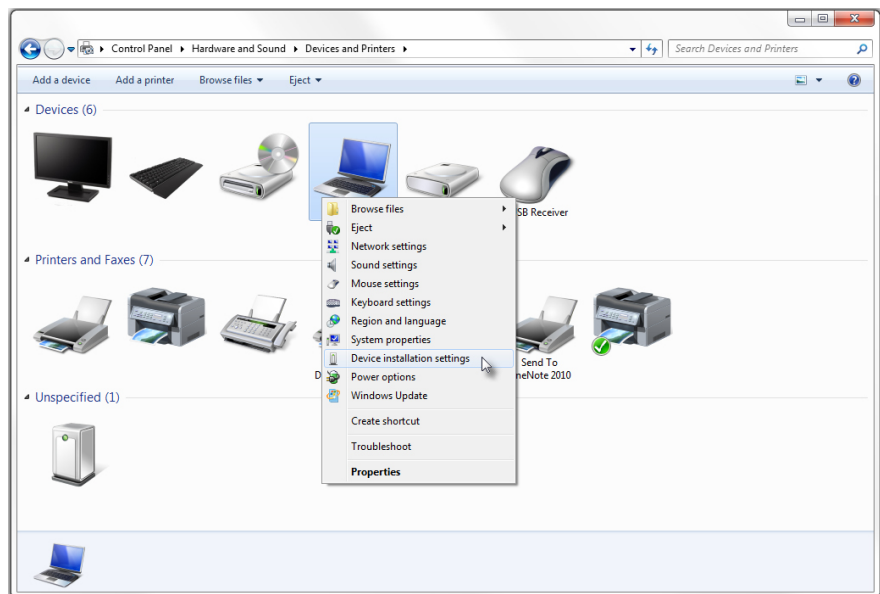 Control Panel ▸ Hardware and Sound ▸ Devices and Printers ▸
Search Devices and Printers
Add a device Add a printer Browse files Eject
Devices (6)
SB Receiver
Browse files
Eject
Network settings
Sound settings
Mouse settings
Keyboard settings
Region and language
System properties
Device installation settings
Power options
Windows Update
Create shortcut
Troubleshoot
Properties
Printers and Faxes (7)
D
Send To
neNote 2010
Unspecified (1)